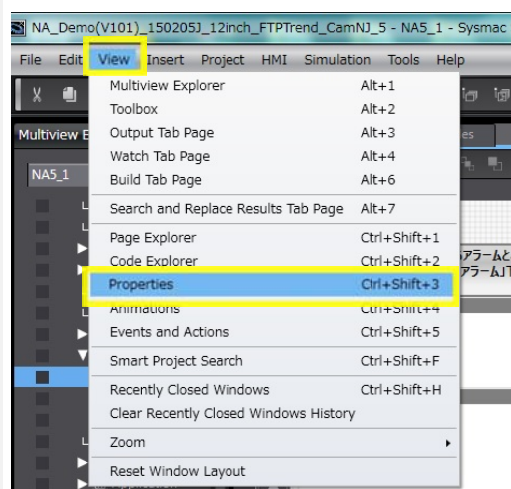 NA_Demo(V101)_150205J_12inch_FTPTrend_CamNJ_5 - NA5_1 - Sysmac
File Edit View Insert Project HMI Simulation Tools Help
Multiview Explorer Alt+1
Toolbox Alt+2
Output Tab Page Alt+3
Watch Tab Page Alt+4
Build Tab Page Alt+6
Search and Replace Results Tab Page Alt+7
Page Explorer Ctrl+Shift+1
Code Explorer Ctrl+Shift+2
Properties Ctrl+Shift+3
Animations Ctrl+Shift+4
Events and Actions Ctrl+Shift+5
Smart Project Search Ctrl+Shift+F
Recently Closed Windows Ctrl+Shift+H
Clear Recently Closed Windows History
Zoom
Reset Window Layout
Multiview E
NA5_1
es
アラームと
アラーム」T